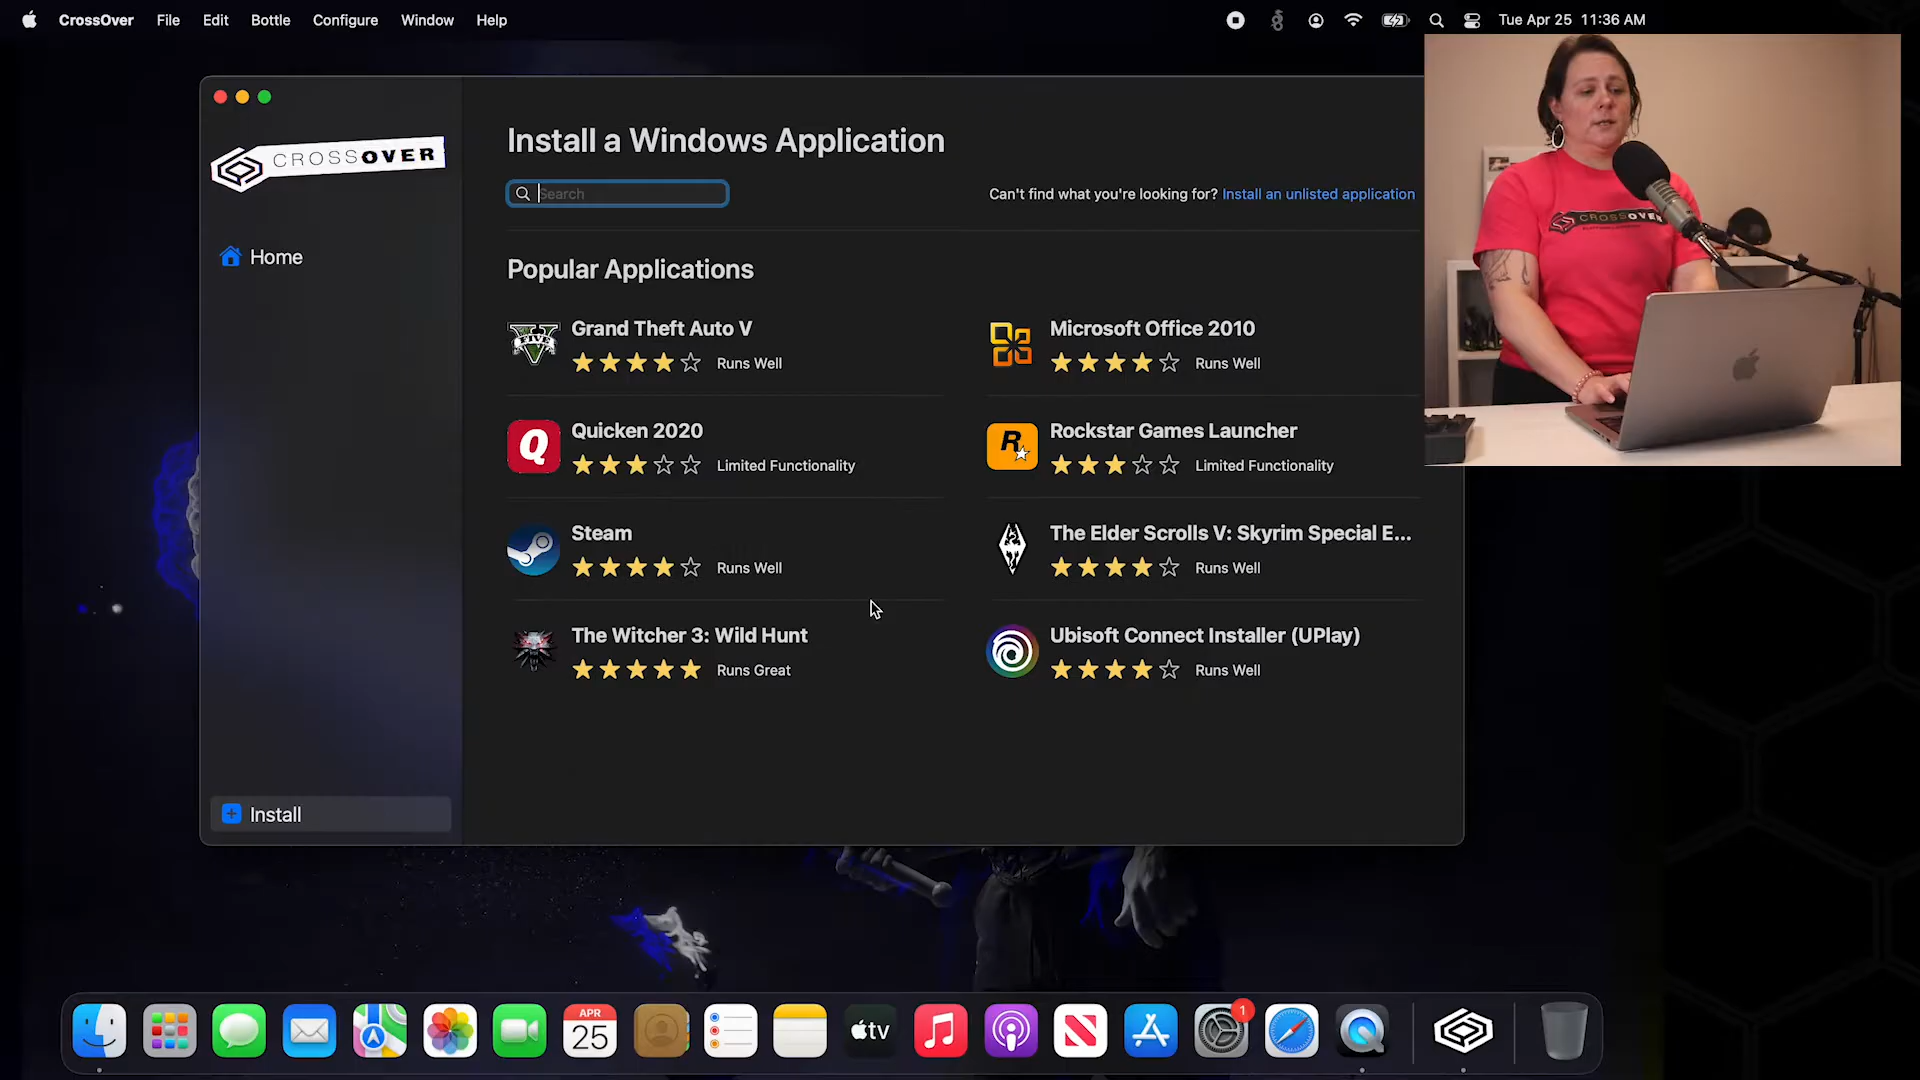 CrossOver File Edit Bottle Configure Window Help Tue Apr 25 11:36 AM
CROSSOVER
Home
Install
Install a Windows Application
Search
Can't find what you're looking for? Install an unlisted application
Popular Applications
Grand Theft Auto V
Runs Well
Microsoft Office 2010
Runs Well
Quicken 2020
Limited Functionality
Rockstar Games Launcher
Limited Functionality
Steam
Runs Well
The Elder Scrolls V: Skyrim Special E...
Runs Well
The Witcher 3: Wild Hunt
Runs Great
Ubisoft Connect Installer (UPlay)
Runs Well
FIVE
Q
R
CROSSOVER
APR
25
tv
1